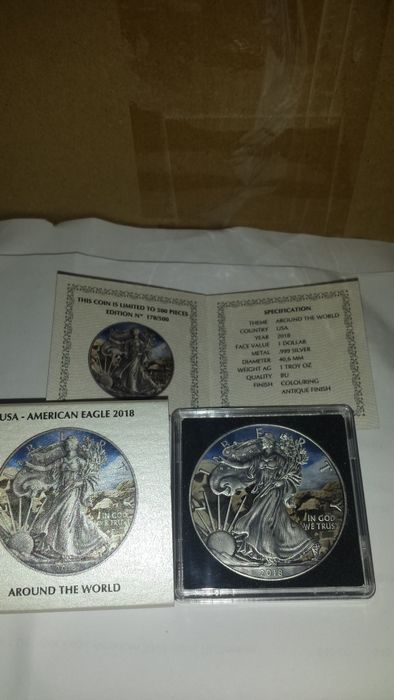 THIS COIN IS LIMITED TO 500 PIECES
EDITION N° 178/500
SPECIFICATION
THEME AROUND THE WORLD
COUNTRY USA
YEAR 2018
FACE VALUE 1 DOLLAR
METAL .999 SILVER
DIAMETER 40,6 MM
WEIGHT AG 1 TROY OZ
QUALITY BU
FINISH COLOURING
ANTIQUE FINISH
USA - AMERICAN EAGLE 2018
IN GOD
WE TRUST
AROUND THE WORLD
LIBERTY
IN GOD
WE TRUST
2018